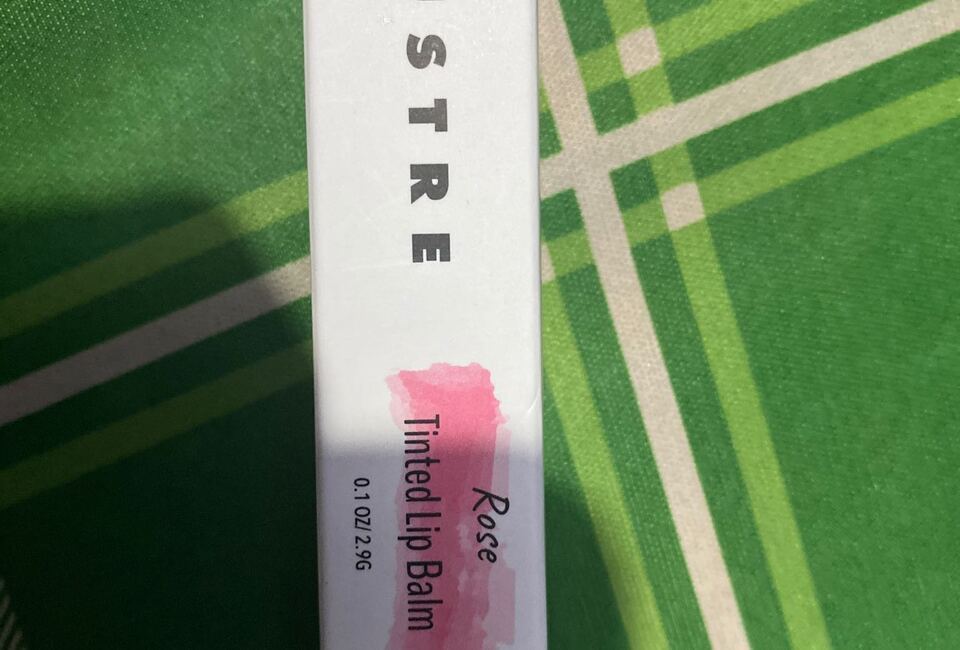 STRE
Rose
Tinted Lip Balm
0.1 OZ/2.9G